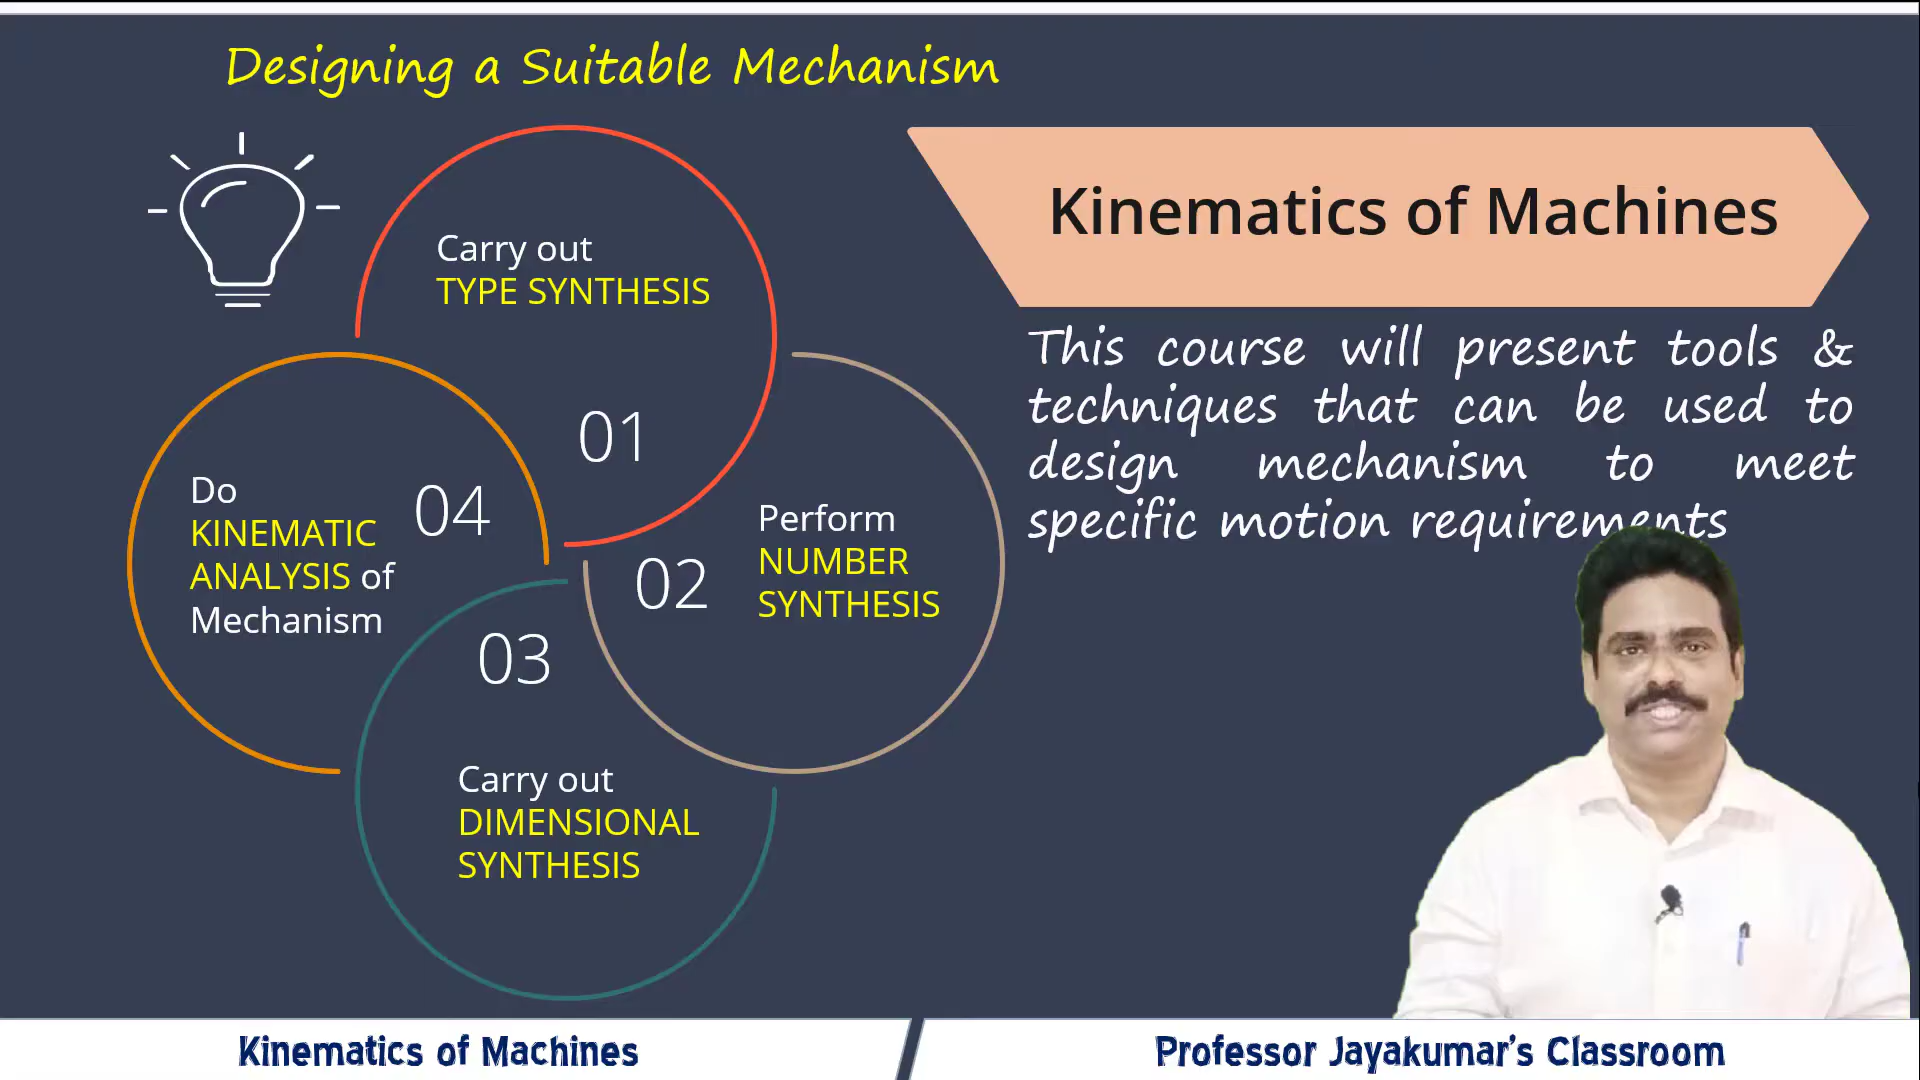 Designing a Suitable Mechanism
Carry out
TYPE SYNTHESIS
01
Perform
NUMBER
SYNTHESIS
02
03
Carry out
DIMENSIONAL
SYNTHESIS
Do
KINEMATIC
ANALYSIS of
Mechanism
04
Kinematics of Machines
This course will present tools &
techniques that can be used to
design mechanism to meet
specific motion requirements
Kinematics of Machines
Professor Jayakumar's Classroom